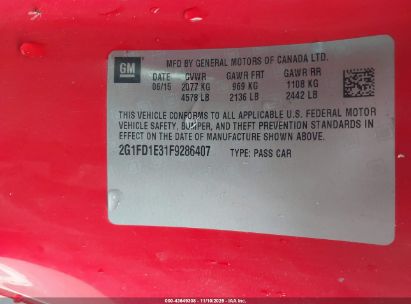 GM
MFD BY GENERAL MOTORS OF CANADA LTD.
06/15 GVWR GAWR FRT GAWR RR
2077 KG 969 KG 1108 KG
4578 LB 2136 LB 2442 LB
THIS VEHICLE CONFORMS TO ALL APPLICABLE U.S. FEDERAL MOTOR
VEHICLE SAFETY, BUMPER, AND THEFT PREVENTION STANDARDS IN
EFFECT ON THE DATE OF MANUFACTURE SHOWN ABOVE.
2G1FD1E31F9286407 TYPE: PASS CAR